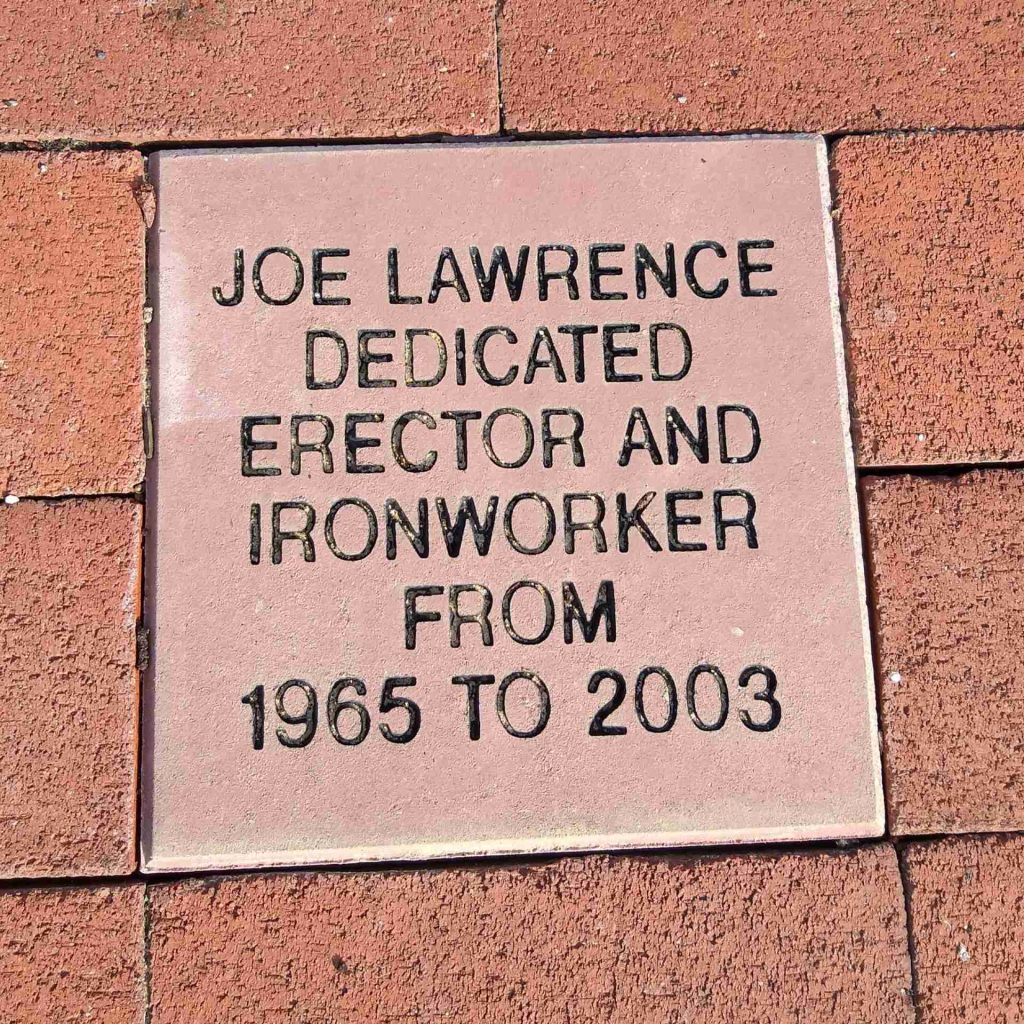 JOE LAWRENCE
DEDICATED
ERECTOR AND
IRONWORKER
FROM
1965 TO 2003